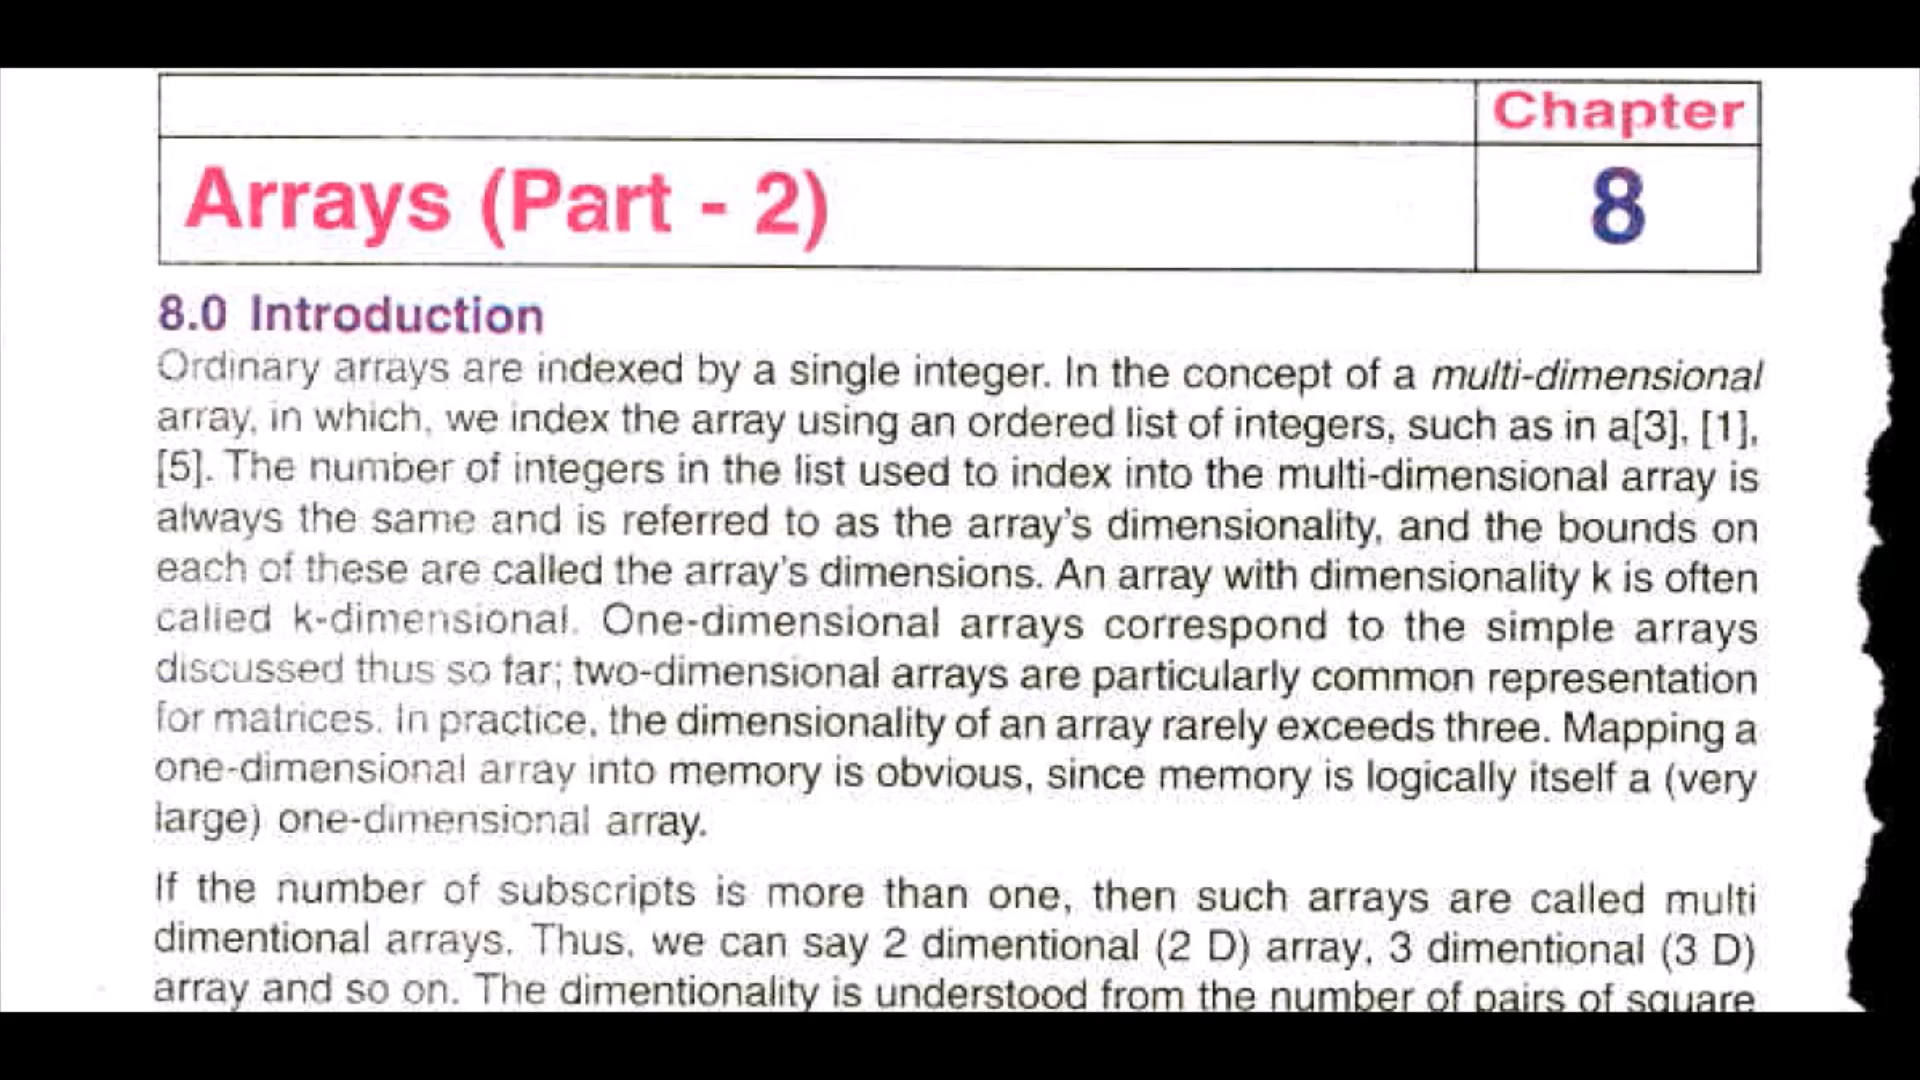 Chapter
Arrays (Part - 2)
8
8.0 Introduction
Ordinary arrays are indexed by a single integer. In the concept of a multi-dimensional
array, in which, we index the array using an ordered list of integers, such as in a[3], [1],
[5]. The number of integers in the list used to index into the multi-dimensional array is
always the same and is referred to as the array's dimensionality, and the bounds on
each of these are called the array's dimensions. An array with dimensionality k is often
called k-dimensional. One-dimensional arrays correspond to the simple arrays
discussed thus so far; two-dimensional arrays are particularly common representation
for matrices. In practice, the dimensionality of an array rarely exceeds three. Mapping a
one-dimensional array into memory is obvious, since memory is logically itself a (very
large) one-dimensional array.
If the number of subscripts is more than one, then such arrays are called multi
dimentional arrays. Thus, we can say 2 dimentional (2 D) array, 3 dimentional (3 D)
array and so on. The dimentionality is understood from the number of pairs of square